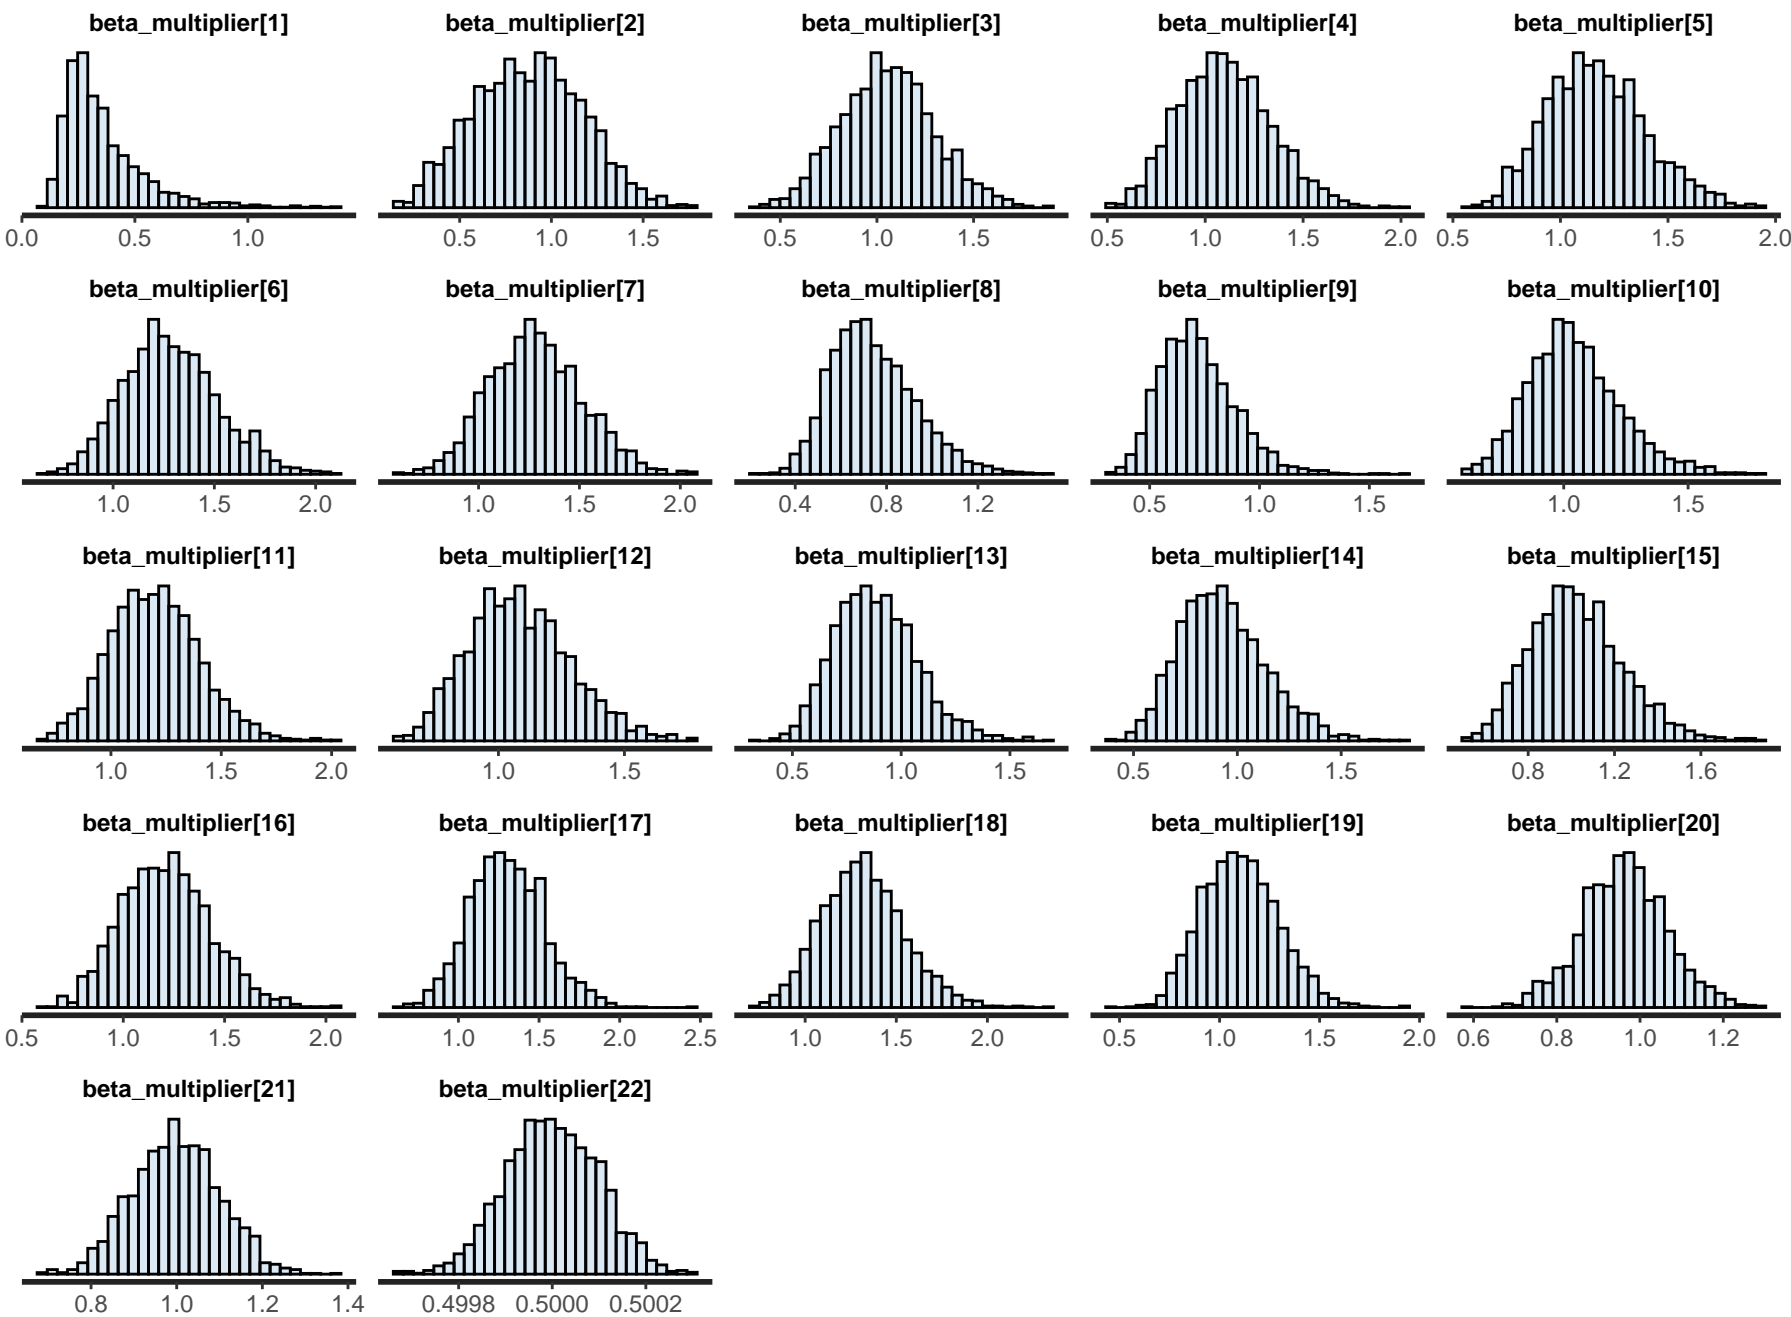 beta_multiplier[1] beta_multiplier[2] beta_multiplier[3] beta_multiplier[4] beta_multiplier[5]
0.0 0.5 1.0 0.5 1.0 1.5 0.5 1.0 1.5 0.5 1.0 1.5 2.0 0.5 1.0 1.5 2.0
beta_multiplier[6] beta_multiplier[7] beta_multiplier[8] beta_multiplier[9] beta_multiplier[10]
1.0 1.5 2.0 1.0 1.5 2.0 0.4 0.8 1.2 0.5 1.0 1.5 1.0 1.5
beta_multiplier[11] beta_multiplier[12] beta_multiplier[13] beta_multiplier[14] beta_multiplier[15]
1.0 1.5 2.0 1.0 1.5 0.5 1.0 1.5 0.5 1.0 1.5 0.8 1.2 1.6
beta_multiplier[16] beta_multiplier[17] beta_multiplier[18] beta_multiplier[19] beta_multiplier[20]
0.5 1.0 1.5 2.0 1.0 1.5 2.0 2.5 1.0 1.5 2.0 0.5 1.0 1.5 2.0 0.6 0.8 1.0 1.2
beta_multiplier[21] beta_multiplier[22]
0.8 1.0 1.2 1.4 0.4998 0.5000 0.5002